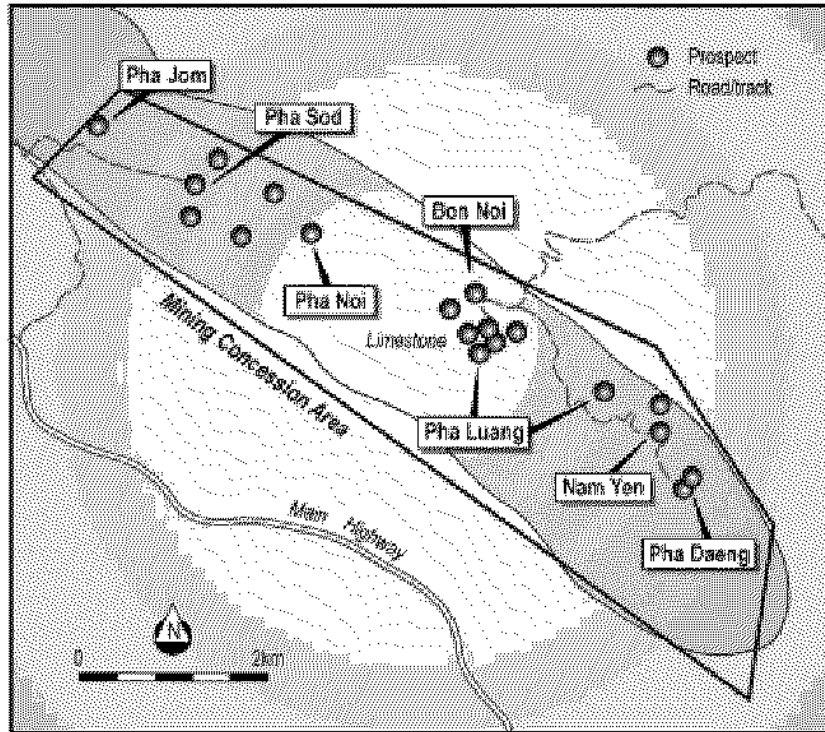 Pha Jom
Prospect
Road/track
Pha Sod
Bon Noi
Pha Noi
Limestone
Mining Concession Area
Pha Luang
Nam Yen
Main Highway
Pha Daeng
N
0
2km